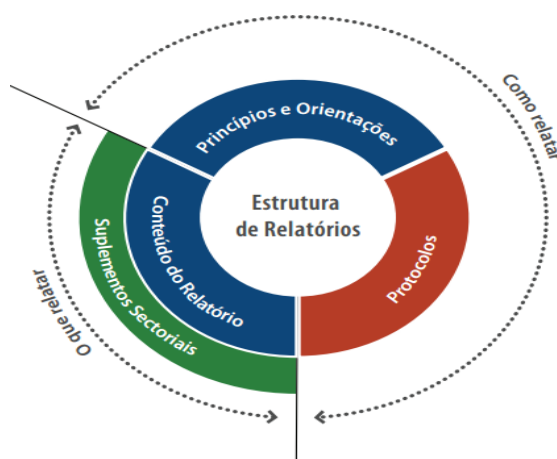 Princípios e Orientações
Como relatar
Estrutura
de Relatórios
Conteúdo do Relatório
Suplementos Sectoriais
O que relatar
Protocolos